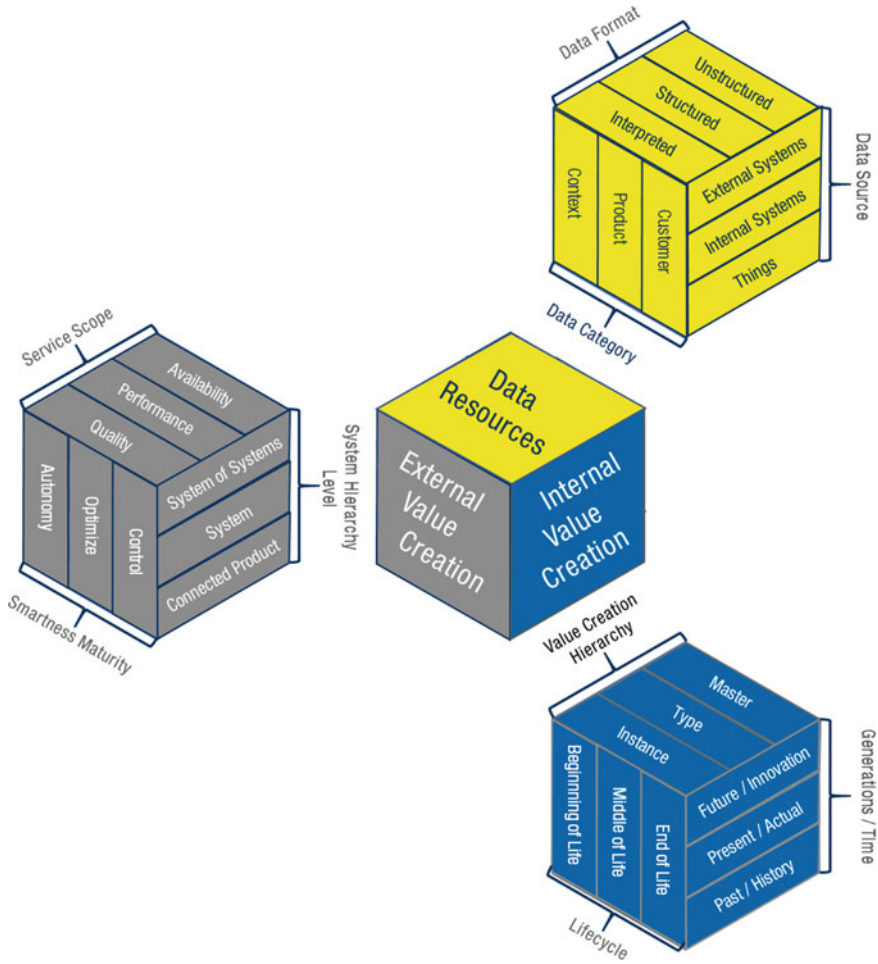 Data Format
Unstructured
Structured
Interpreted
Context
Product
Customer
External Systems
Internal Systems
Things
Data Source
Data Category
Service Scope
Availability
Performance
Quality
Autonomy
Optimize
Control
System of Systems
System
Connected Product
System Hierarchy
Level
Smartness Maturity
Data
Resources
External
Value
Creation
Internal
Value
Creation
Value Creation
Hierarchy
Master
Type
Instance
Beginnning of Life
Middle of Life
End of Life
Future / Innovation
Present / Actual
Past / History
Generations / Time
Lifecycle